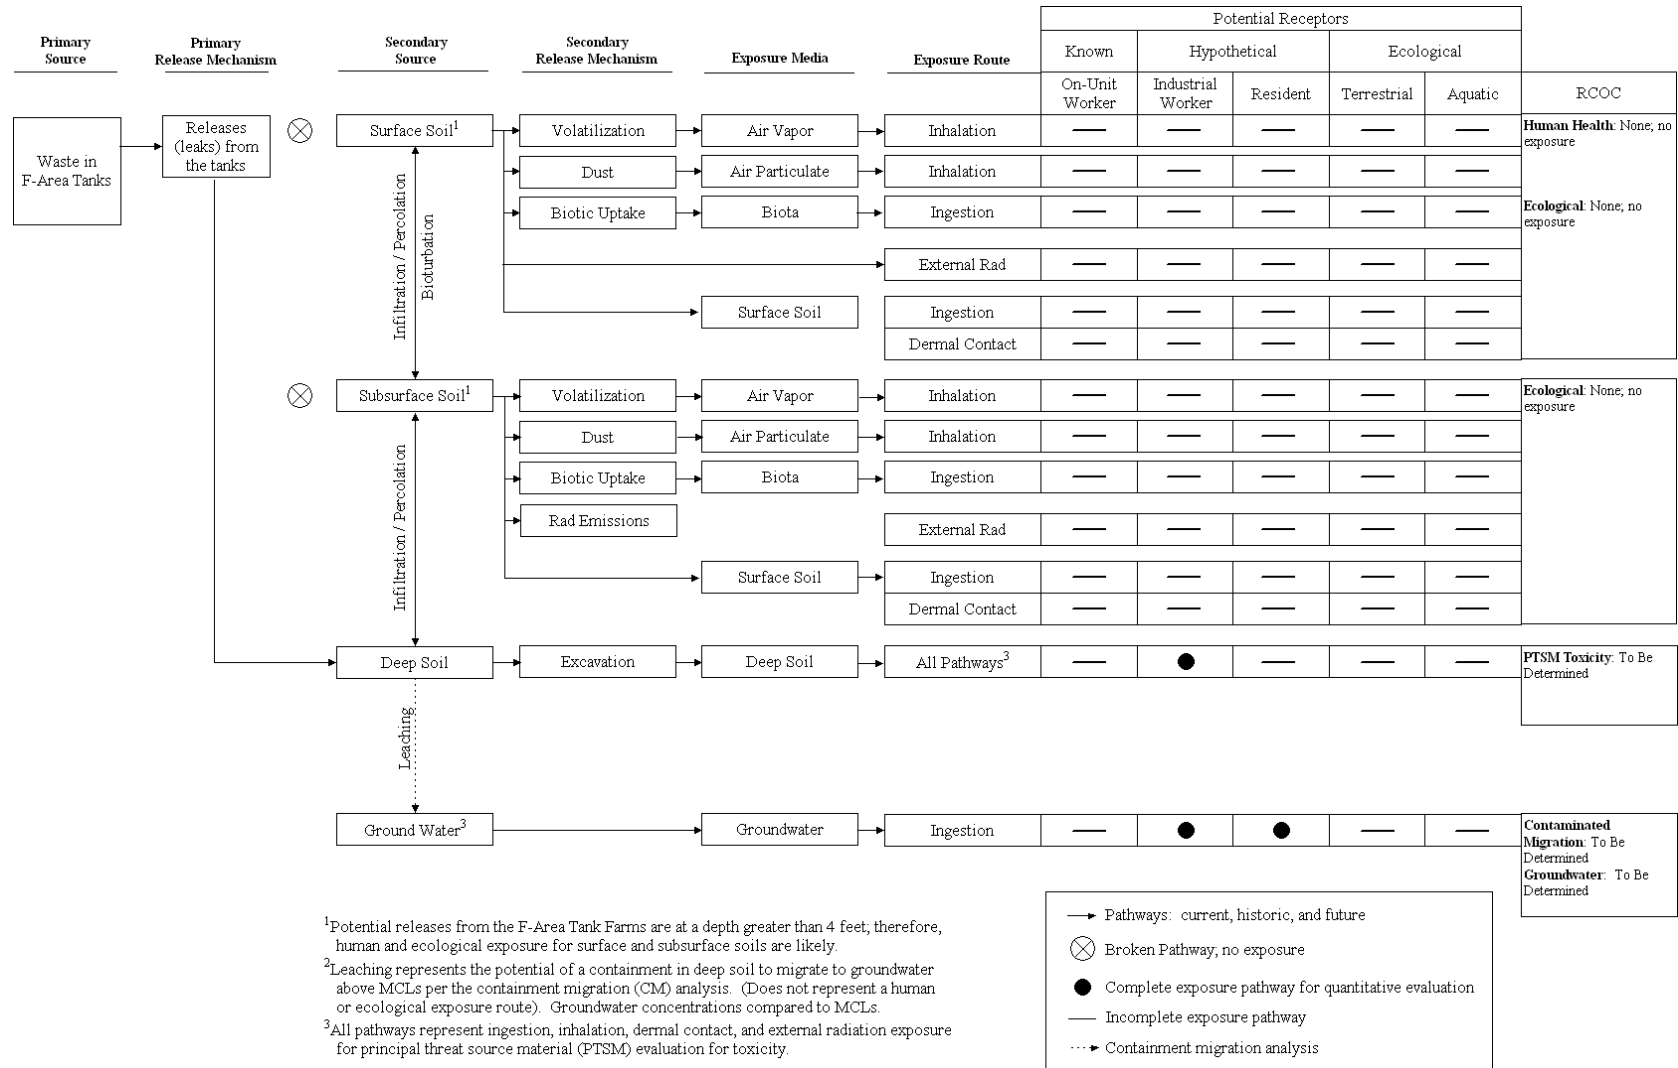 Potential Receptors
Primary
Source
Primary
Release Mechanism
Secondary
Source
Secondary
Release Mechanism
Exposure Media
Exposure Route
Known
Hypothetical
Ecological
On-Unit
Worker
Industrial
Worker
Resident
Terrestrial
Aquatic
RCOC
Waste in
F-Area Tanks
Releases
(leaks) from
the tanks
Surface Soil1
Volatilization
Air Vapor
Inhalation
Human Health: None; no
exposure
Dust
Air Particulate
Inhalation
Biotic Uptake
Biota
Ingestion
Ecological: None; no
exposure
Infiltration / Percolation
Bioturbation
External Rad
Surface Soil
Ingestion
Dermal Contact
Subsurface Soil1
Volatilization
Air Vapor
Inhalation
Ecological: None; no
exposure
Dust
Air Particulate
Inhalation
Biotic Uptake
Biota
Ingestion
Infiltration / Percolation
Rad Emissions
External Rad
Surface Soil
Ingestion
Dermal Contact
Deep Soil
Excavation
Deep Soil
All Pathways3
PTSM Toxicity: To Be
Determined
Leaching
Ground Water3
Groundwater
Ingestion
Contaminated
Migration: To Be
Determined
Groundwater: To Be
Determined
1Potential releases from the F-Area Tank Farms are at a depth greater than 4 feet; therefore,
human and ecological exposure for surface and subsurface soils are likely.
2Leaching represents the potential of a containment in deep soil to migrate to groundwater
above MCLs per the containment migration (CM) analysis. (Does not represent a human
or ecological exposure route). Groundwater concentrations compared to MCLs.
3All pathways represent ingestion, inhalation, dermal contact, and external radiation exposure
for principal threat source material (PTSM) evaluation for toxicity.
Pathways: current, historic, and future
Broken Pathway; no exposure
Complete exposure pathway for quantitative evaluation
Incomplete exposure pathway
Containment migration analysis